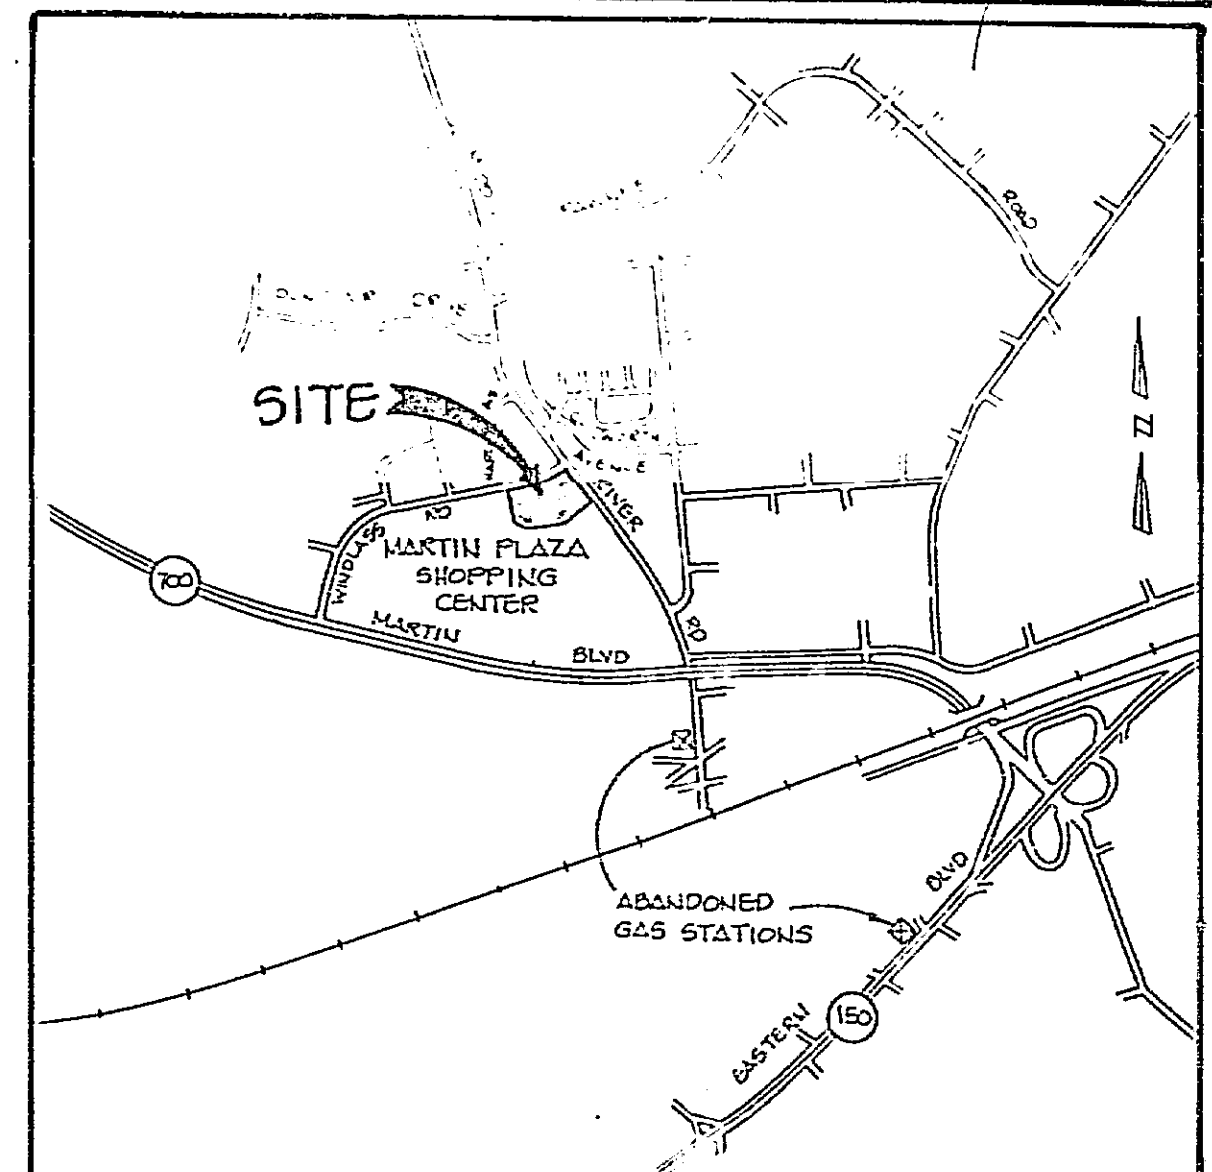 ROAD
DRIVE
SITE
AVENUE
RIVER
RD
WINDLASS
RD
MARTIN PLAZA
SHOPPING
CENTER
N
700
MARTIN
BLVD
ABANDONED
GAS STATIONS
BLVD
150
EASTERN